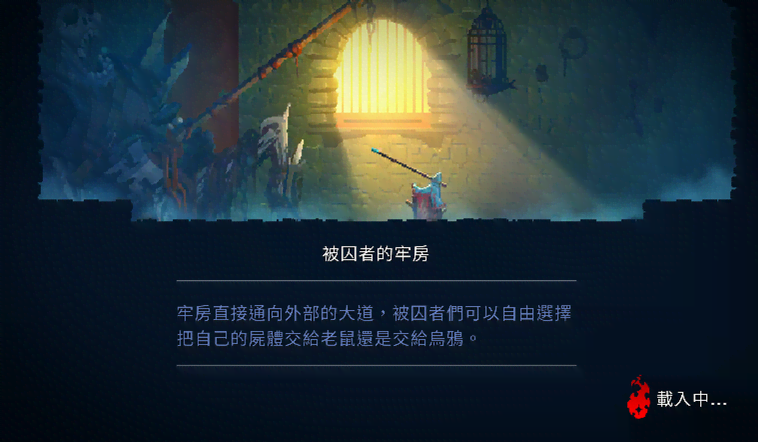 被囚者的牢房
牢房直接通向外部的大道，被囚者們可以自由選擇
把自己的屍體交給老鼠還是交給烏鴉。
載入中...